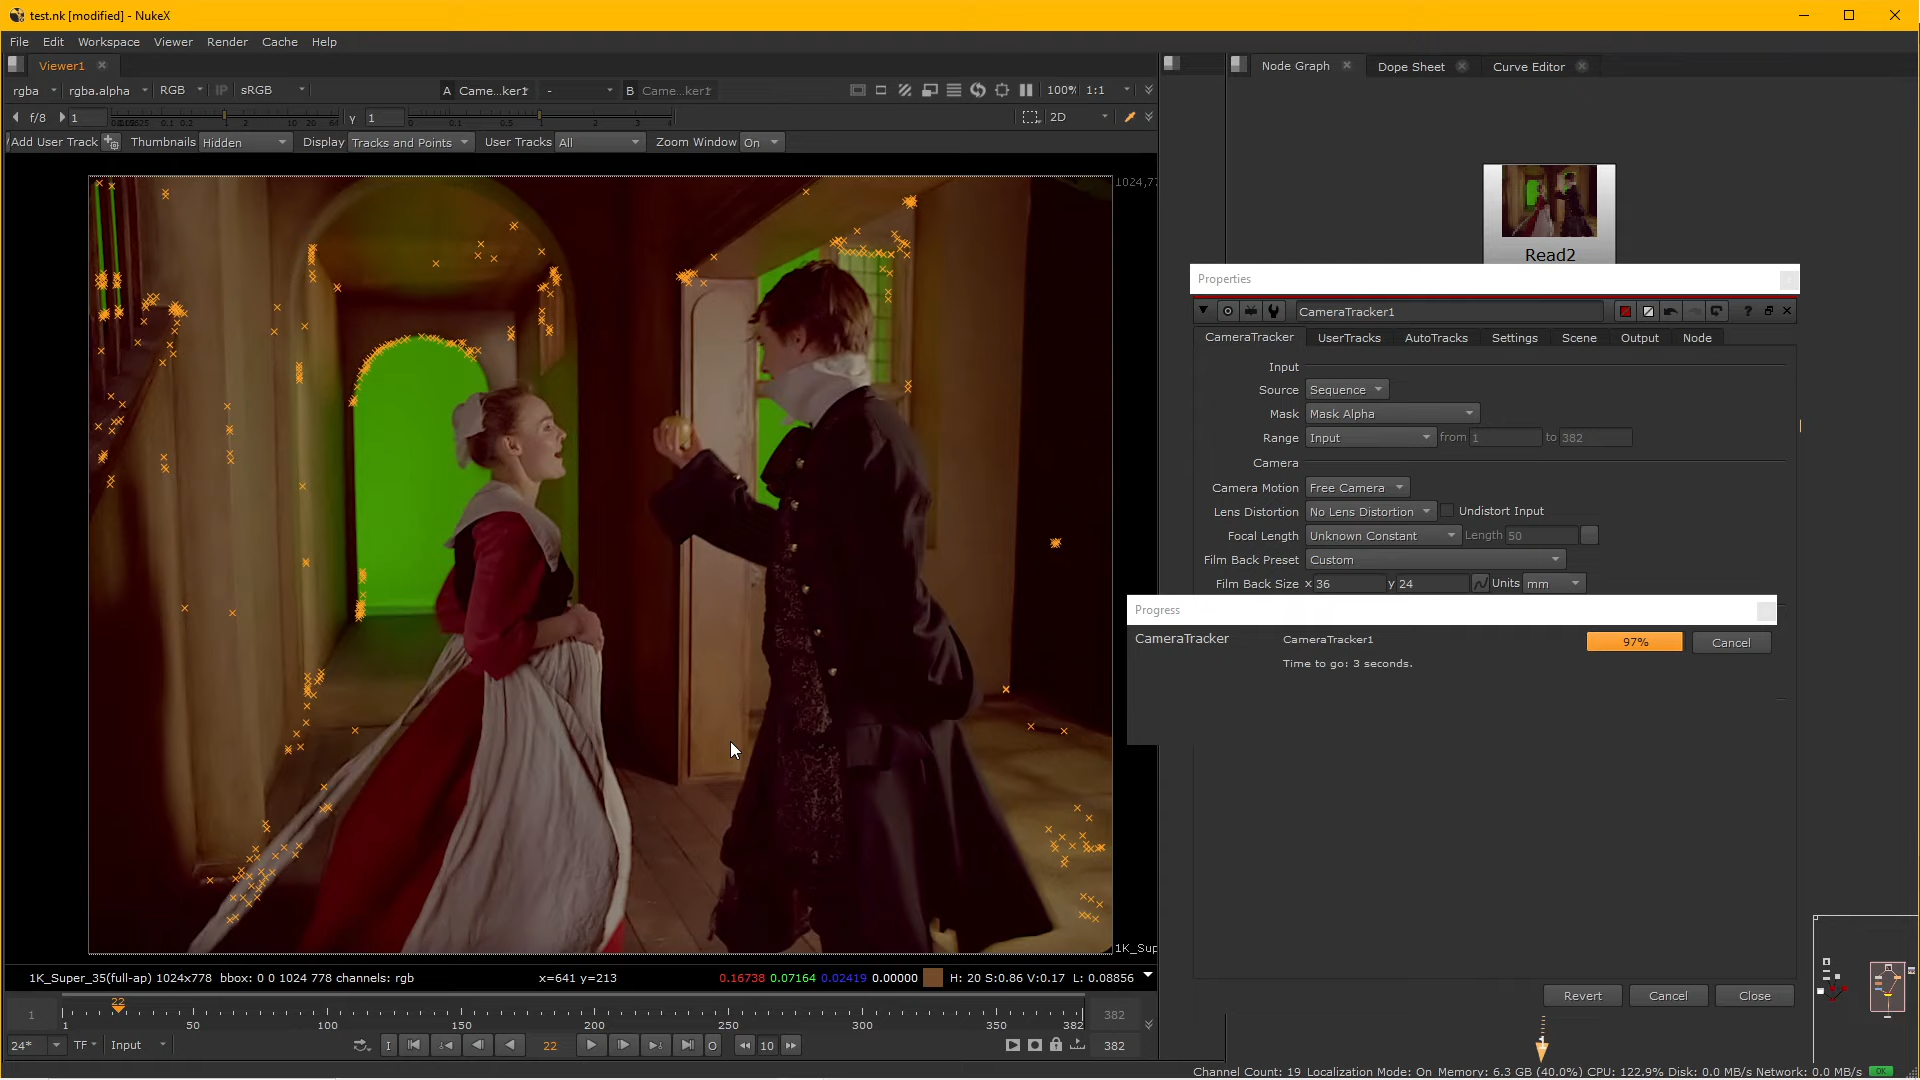 test.nk [modified] - NukeX
File Edit Workspace Viewer Render Cache Help
Viewer1
Node Graph Dope Sheet Curve Editor
rgba rgba.alpha RGB IP sRGB A Came...ker1 - B Came...ker1 100% 1:1
f/8 1 y 1 2D
Add User Track Thumbnails Hidden Display Tracks and Points User Tracks All Zoom Window On
Read2
Properties
CameraTracker1
CameraTracker UserTracks AutoTracks Settings Scene Output Node
Input
Source Sequence
Mask Mask Alpha
Range Input from 1 to 382
Camera
Camera Motion Free Camera
Lens Distortion No Lens Distortion Undistort Input
Focal Length Unknown Constant Length 50
Film Back Preset Custom
Film Back Size x 36 y 24 Units mm
Progress
CameraTracker CameraTracker1 97% Cancel
Time to go: 3 seconds.
1K_Super_35(full-ap) 1024x778 bbox: 0 0 1024 778 channels: rgb x=641 y=213 0.16738 0.07164 0.02419 0.00000 H: 20 S:0.86 V:0.17 L: 0.08856
Revert Cancel Close
22
1 382
1 50 100 150 200 250 300 350 382
24* TF Input 22 10 382
Channel Count: 19 Localization Mode: On Memory: 6.3 GB (40.0%) CPU: 122.9% Disk: 0.0 MB/s Network: 0.0 MB/s OK